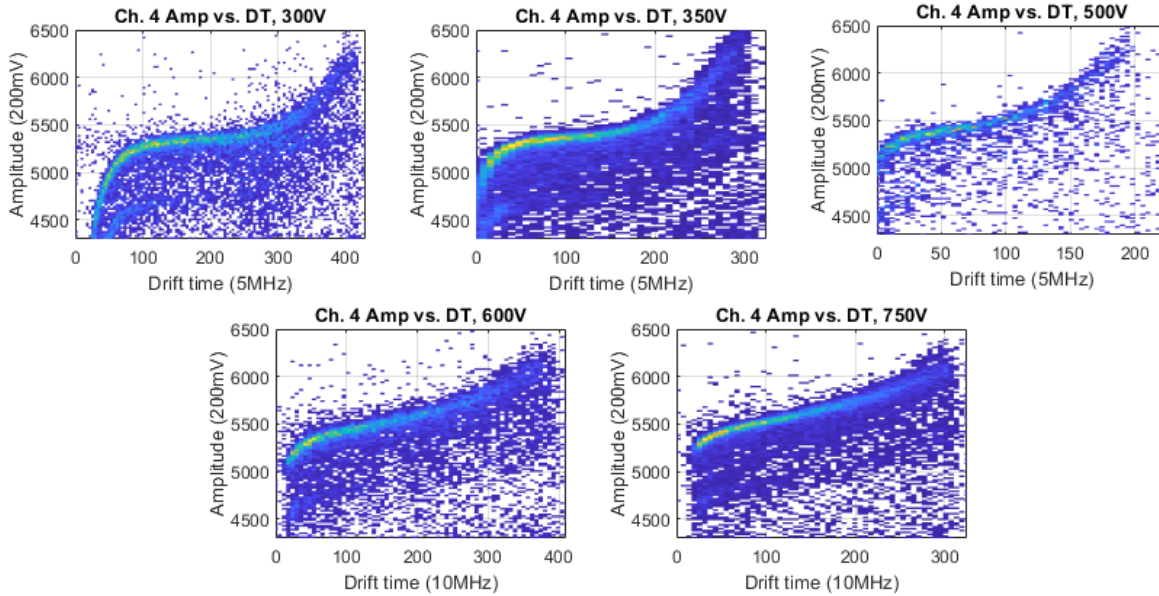 Ch. 4 Amp vs. DT, 300V
Amplitude (200mV)
6500
6000
5500
5000
4500
0 100 200 300 400
Drift time (5MHz)
Ch. 4 Amp vs. DT, 350V
Amplitude (200mV)
6500
6000
5500
5000
4500
0 100 200 300
Drift time (5MHz)
Ch. 4 Amp vs. DT, 500V
Amplitude (200mV)
6500
6000
5500
5000
4500
0 50 100 150 200
Drift time (5MHz)
Ch. 4 Amp vs. DT, 600V
Amplitude (200mV)
6500
6000
5500
5000
4500
0 100 200 300 400
Drift time (10MHz)
Ch. 4 Amp vs. DT, 750V
Amplitude (200mV)
6500
6000
5500
5000
4500
0 100 200 300
Drift time (10MHz)